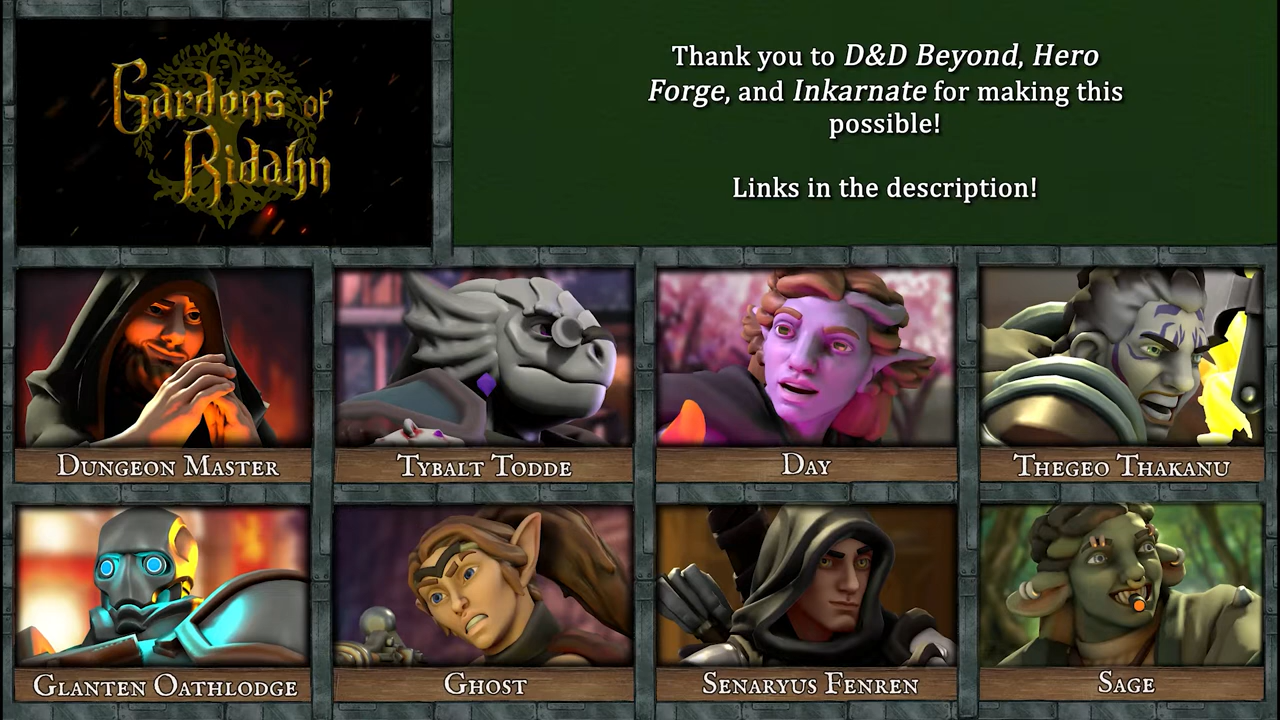 Gardens of
Ridahn
Thank you to D&D Beyond, Hero
Forge, and Inkarnate for making this
possible!
Links in the description!
Dungeon Master
Tybalt Todde
Day
Thegeo Thakanu
Glanten Oathlodge
Ghost
Senaryus Fenren
Sage